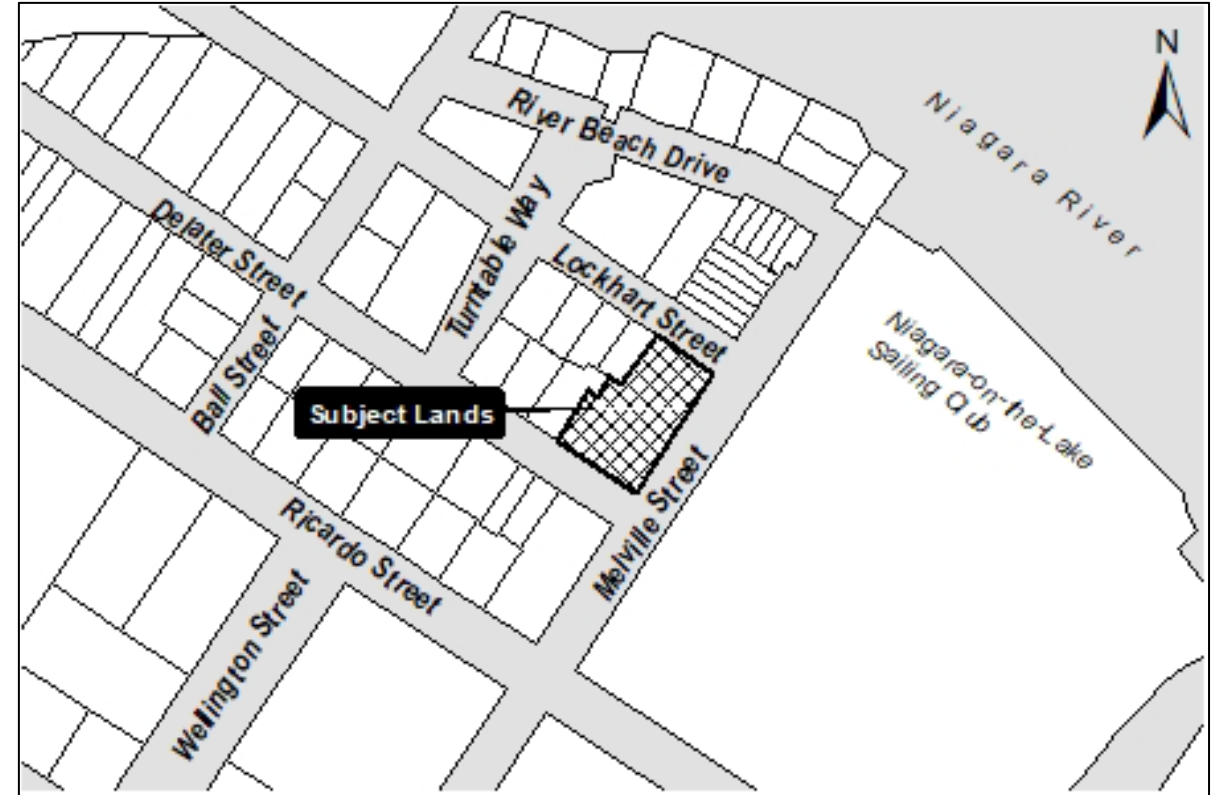 N
River Beach Drive
Niagara River
Delater Street
Turntable Way
Lockhart Street
Niagara-on-the-Lake
Sailing Club
Ball Street
Subject Lands
Melville Street
Ricardo Street
Wellington Street